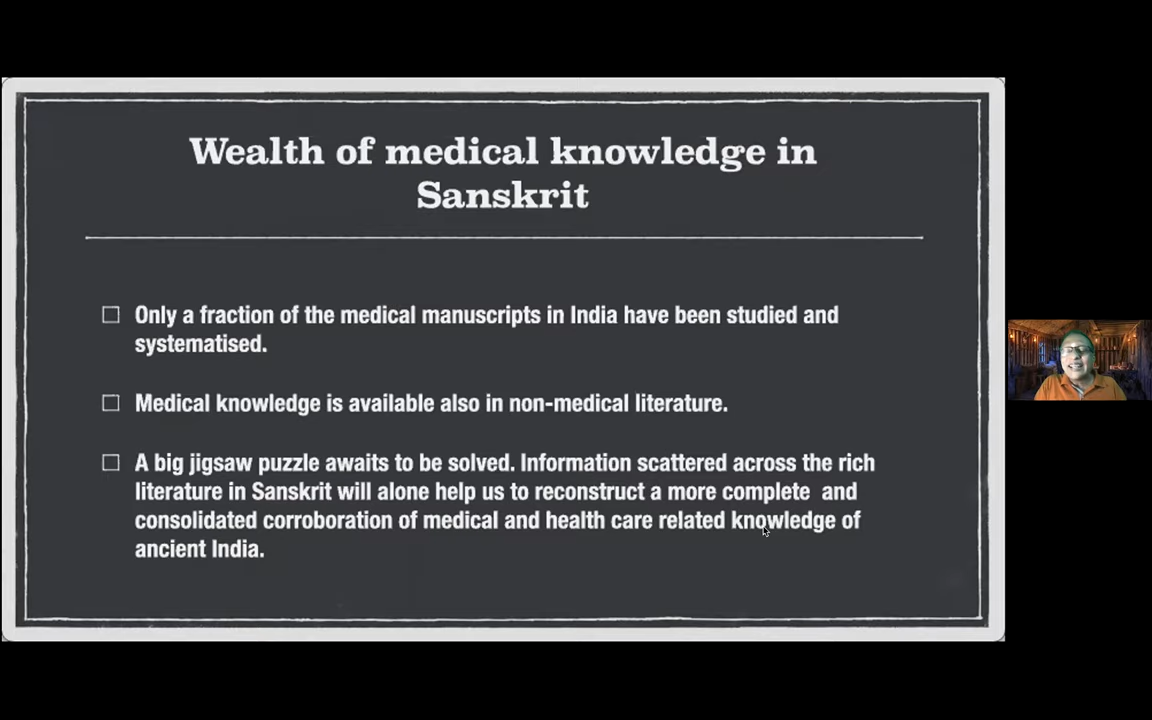 Wealth of medical knowledge in
Sanskrit
Only a fraction of the medical manuscripts in India have been studied and
systematised.
Medical knowledge is available also in non-medical literature.
A big jigsaw puzzle awaits to be solved. Information scattered across the rich
literature in Sanskrit will alone help us to reconstruct a more complete  and
consolidated corroboration of medical and health care related knowledge of
ancient India.